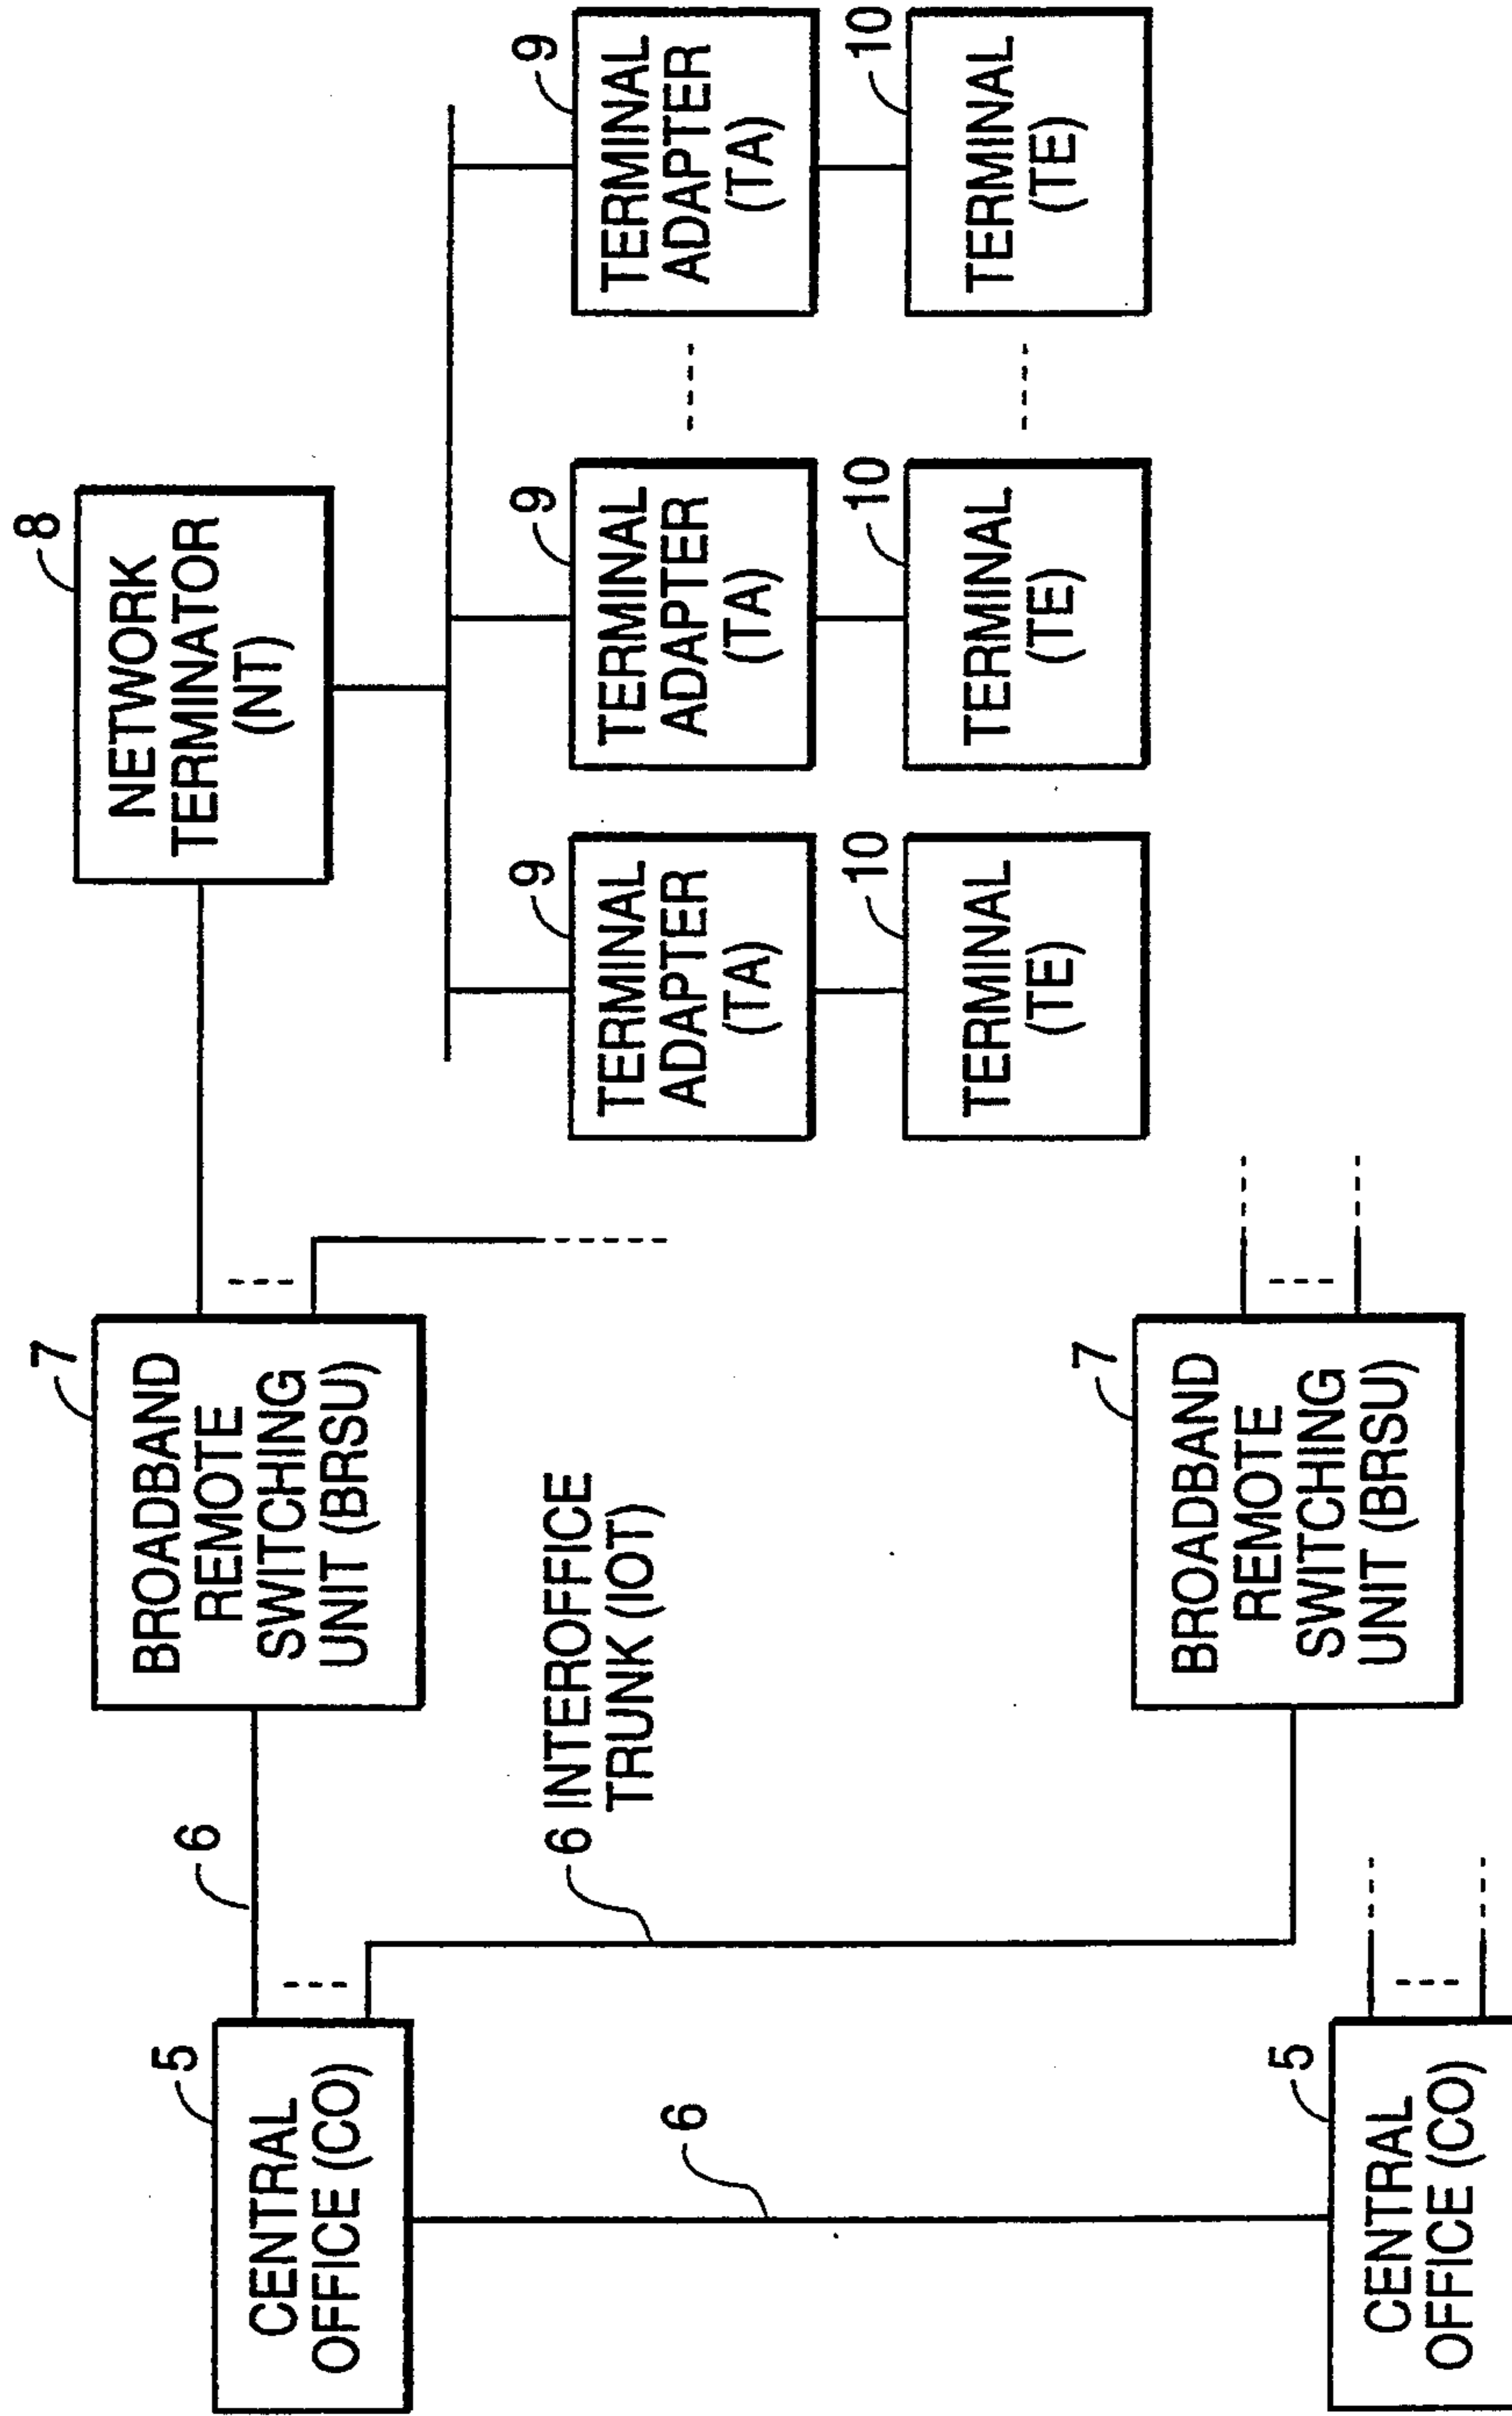 8
NETWORK
TERMINATOR
(NT)
7
BROADBAND
REMOTE
SWITCHING
UNIT (BRSU)
6
5
CENTRAL
OFFICE (CO)
9
TERMINAL
ADAPTER
(TA)
9
TERMINAL
ADAPTER
(TA)
9
TERMINAL
ADAPTER
(TA)
6 INTEROFFICE
TRUNK (IOT)
6
10
TERMINAL
(TE)
10
TERMINAL
(TE)
10
TERMINAL
(TE)
7
BROADBAND
REMOTE
SWITCHING
UNIT (BRSU)
5
CENTRAL
OFFICE (CO)